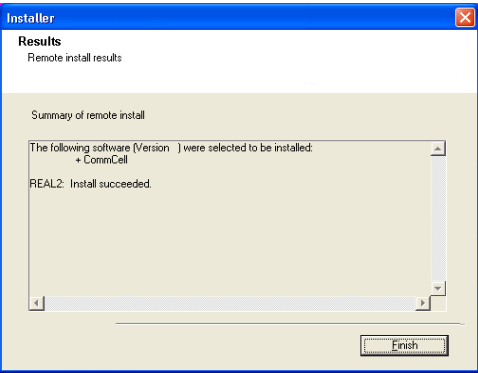 Installer
Results
Remote install results
Summary of remote install
The following software (Version   ) were selected to be installed:
+ CommCell
REAL2:  Install succeeded.
Finish